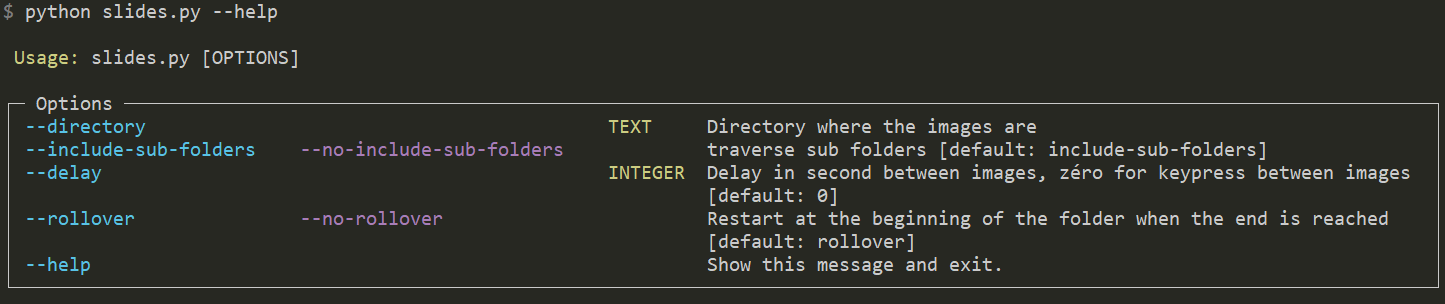 $ python slides.py --help
Usage: slides.py [OPTIONS]
Options
--directory TEXT Directory where the images are
--include-sub-folders --no-include-sub-folders traverse sub folders [default: include-sub-folders]
--delay INTEGER Delay in second between images, zéro for keypress between images
[default: 0]
--rollover --no-rollover Restart at the beginning of the folder when the end is reached
[default: rollover]
--help Show this message and exit.